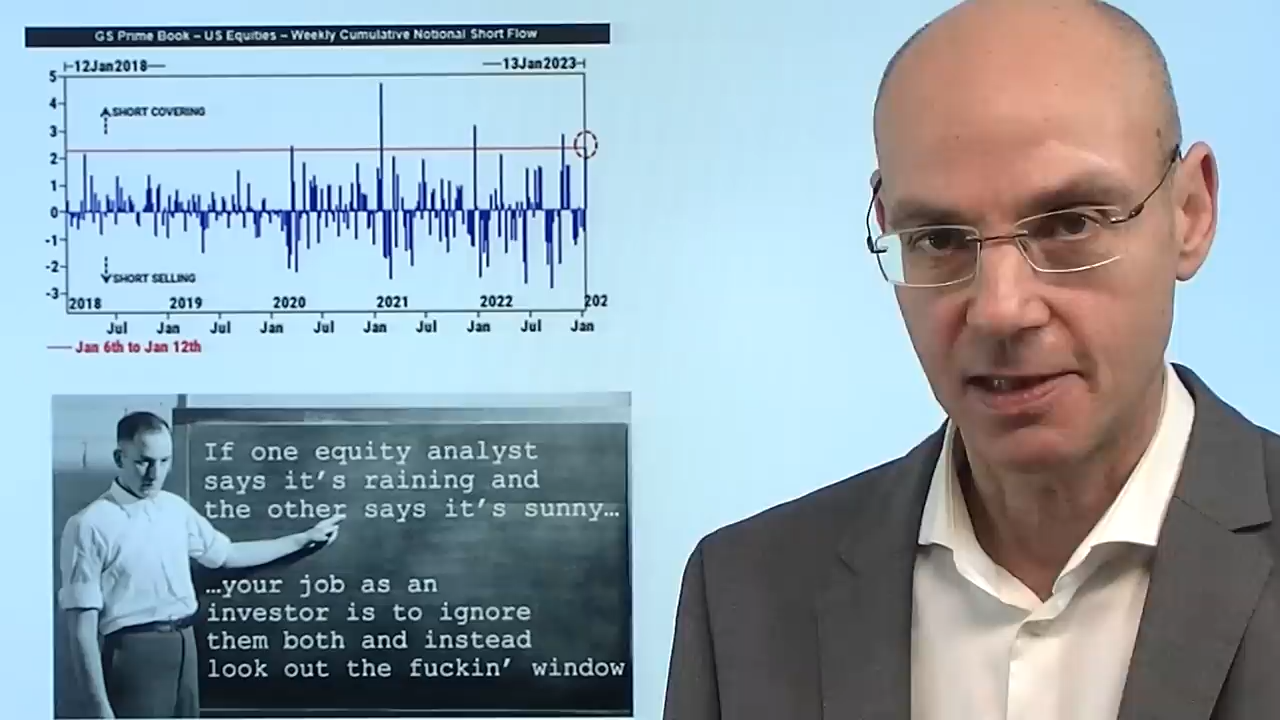 GS Prime Book – US Equities – Weekly Cumulative Notional Short Flow
12Jan2018
13Jan2023
5
4
SHORT COVERING
3
2
1
0
-1
-2
SHORT SELLING
-3
2018 2019 2020 2021 2022 202
Jul Jan Jul Jan Jul Jan Jul Jan Jul Jan
Jan 6th to Jan 12th
If one equity analyst
says it's raining and
the other says it's sunny…
…your job as an
investor is to ignore
them both and instead
look out the fuckin' window